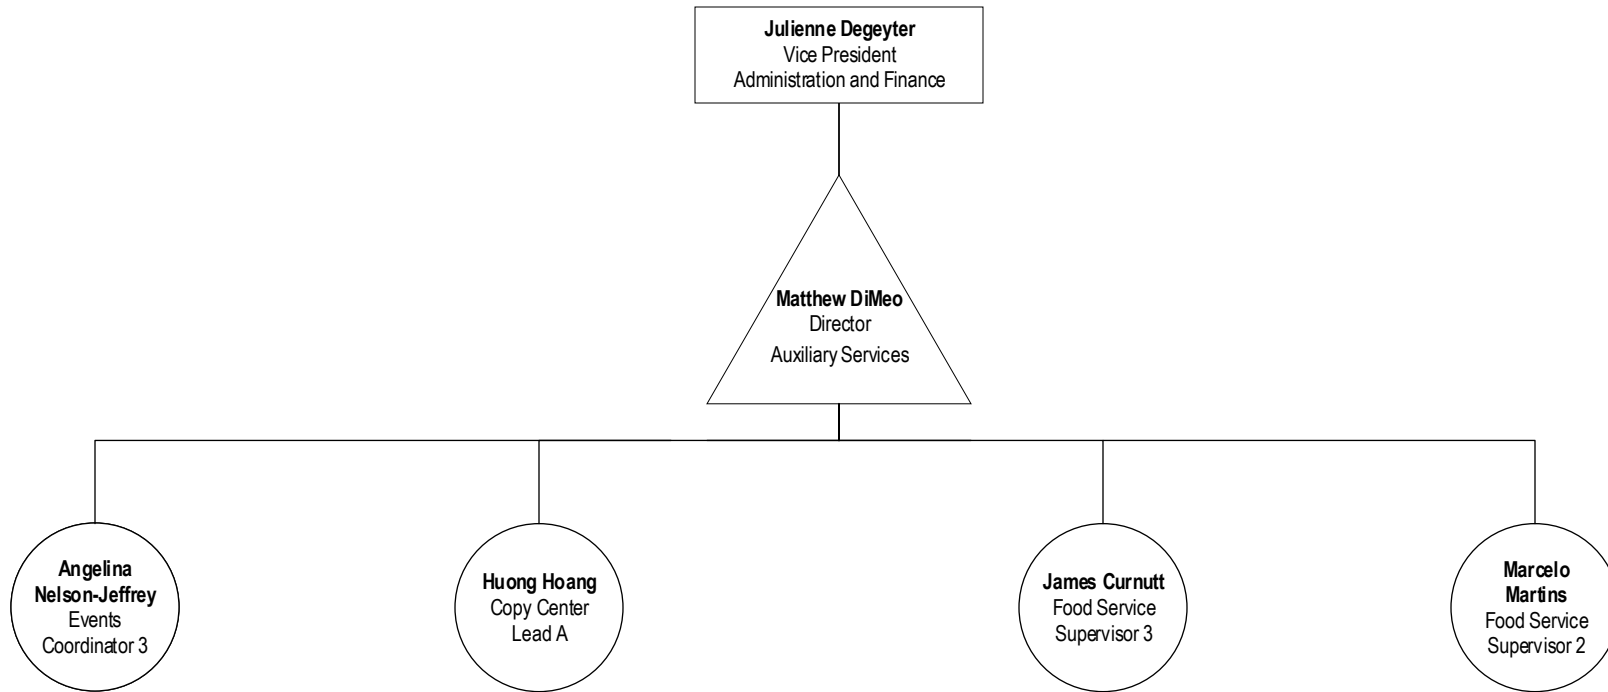 Julienne Degeyter
Vice President
Administration and Finance
Matthew DiMeo
Director
Auxiliary Services
Angelina
Nelson-Jeffrey
Events
Coordinator 3
Huong Hoang
Copy Center
Lead A
James Curnutt
Food Service
Supervisor 3
Marcelo
Martins
Food Service
Supervisor 2